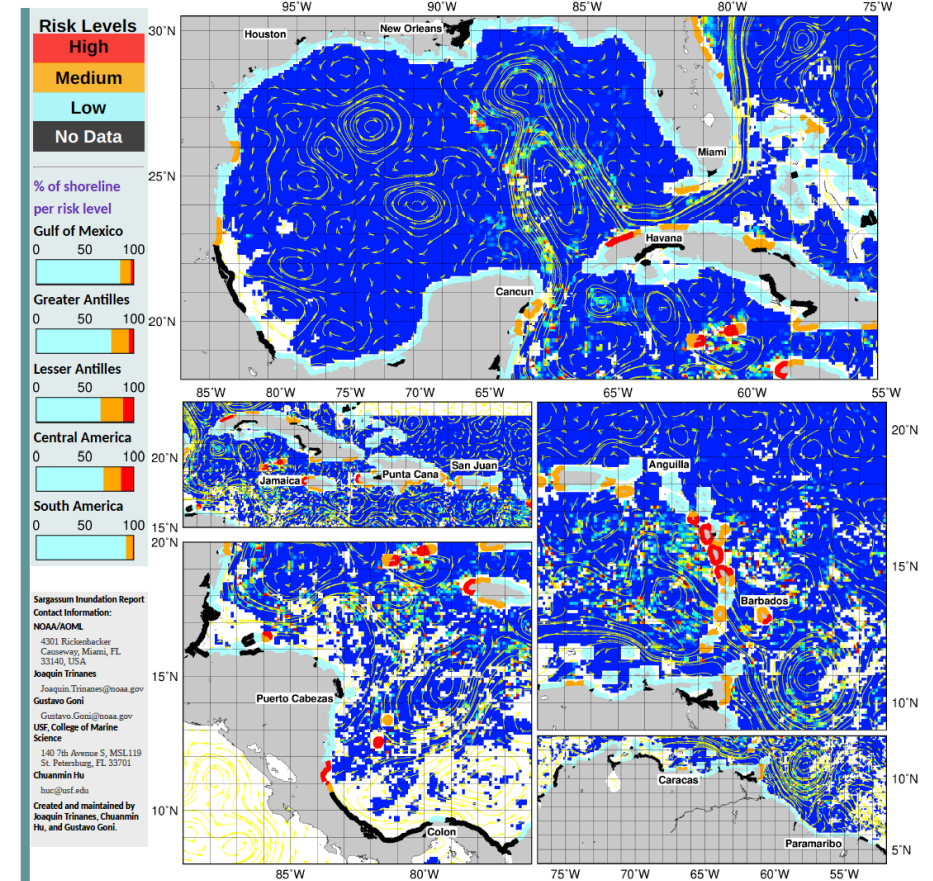 Risk Levels
High
Medium
Low
No Data
% of shoreline
per risk level
Gulf of Mexico
0 50 100
Greater Antilles
0 50 100
Lesser Antilles
0 50 100
Central America
0 50 100
South America
0 50 100
Sargassum Inundation Report
Contact Information:
NOAA/AOML
4301 Rickenbacker
Causeway, Miami, FL
33140, USA
Joaquin Trinanes
Joaquin.Trinanes@noaa.gov
Gustavo Goni
Gustavo.Goni@noaa.gov
USF, College of Marine
Science
140 7th Avenue S, MSL119
St. Petersburg, FL 33701
Chuanmin Hu
huc@usf.edu
Created and maintained by
Joaquin Trinanes, Chuanmin
Hu, and Gustavo Goni.
95°W 90°W 85°W 80°W 75°W
30°N
25°N
20°N
Houston
New Orleans
Miami
Havana
Cancun
85°W 80°W 75°W 70°W 65°W
20°N
15°N
Jamaica
Punta Cana
San Juan
20°N
15°N
10°N
Puerto Cabezas
Colon
85°W 80°W
65°W 60°W 55°W
20°N
15°N
10°N
Anguilla
Barbados
10°N
5°N
Caracas
Paramaribo
75°W 70°W 65°W 60°W 55°W